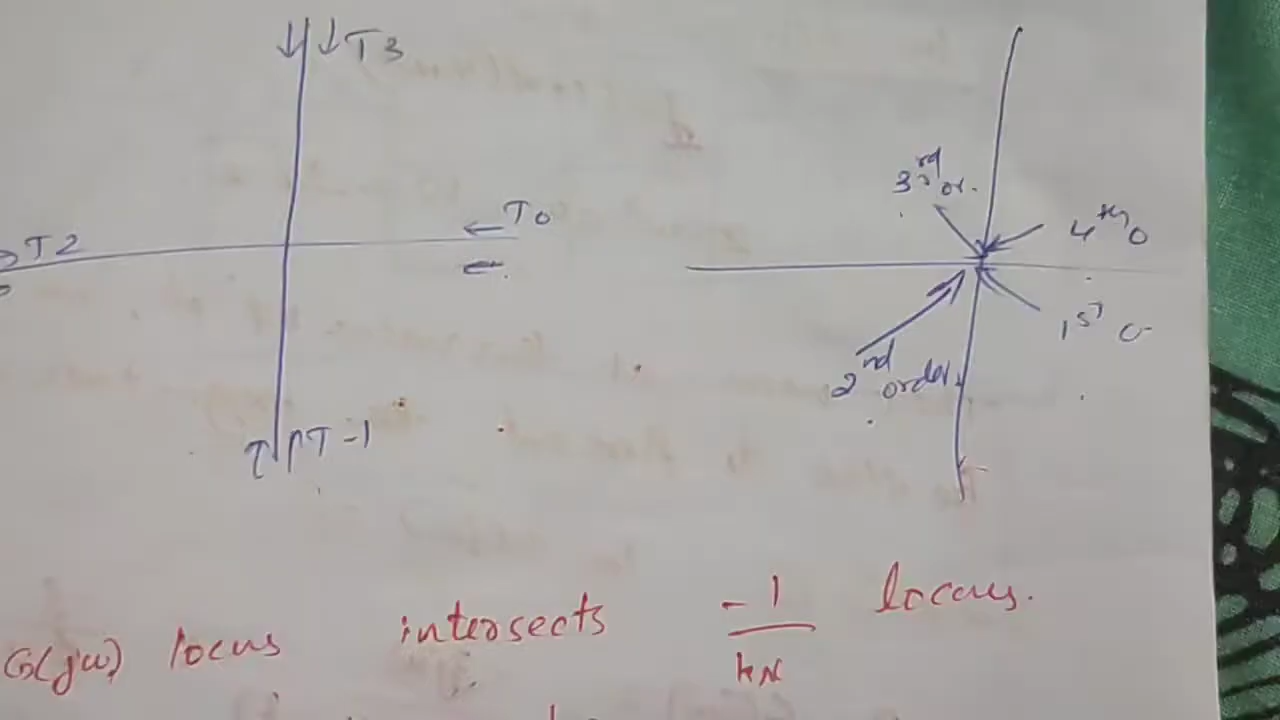 T3
3rd or.
T0
4th o
T2
1st o
2nd order.
T-1
G(jω) locus intersects -1/kN locus.